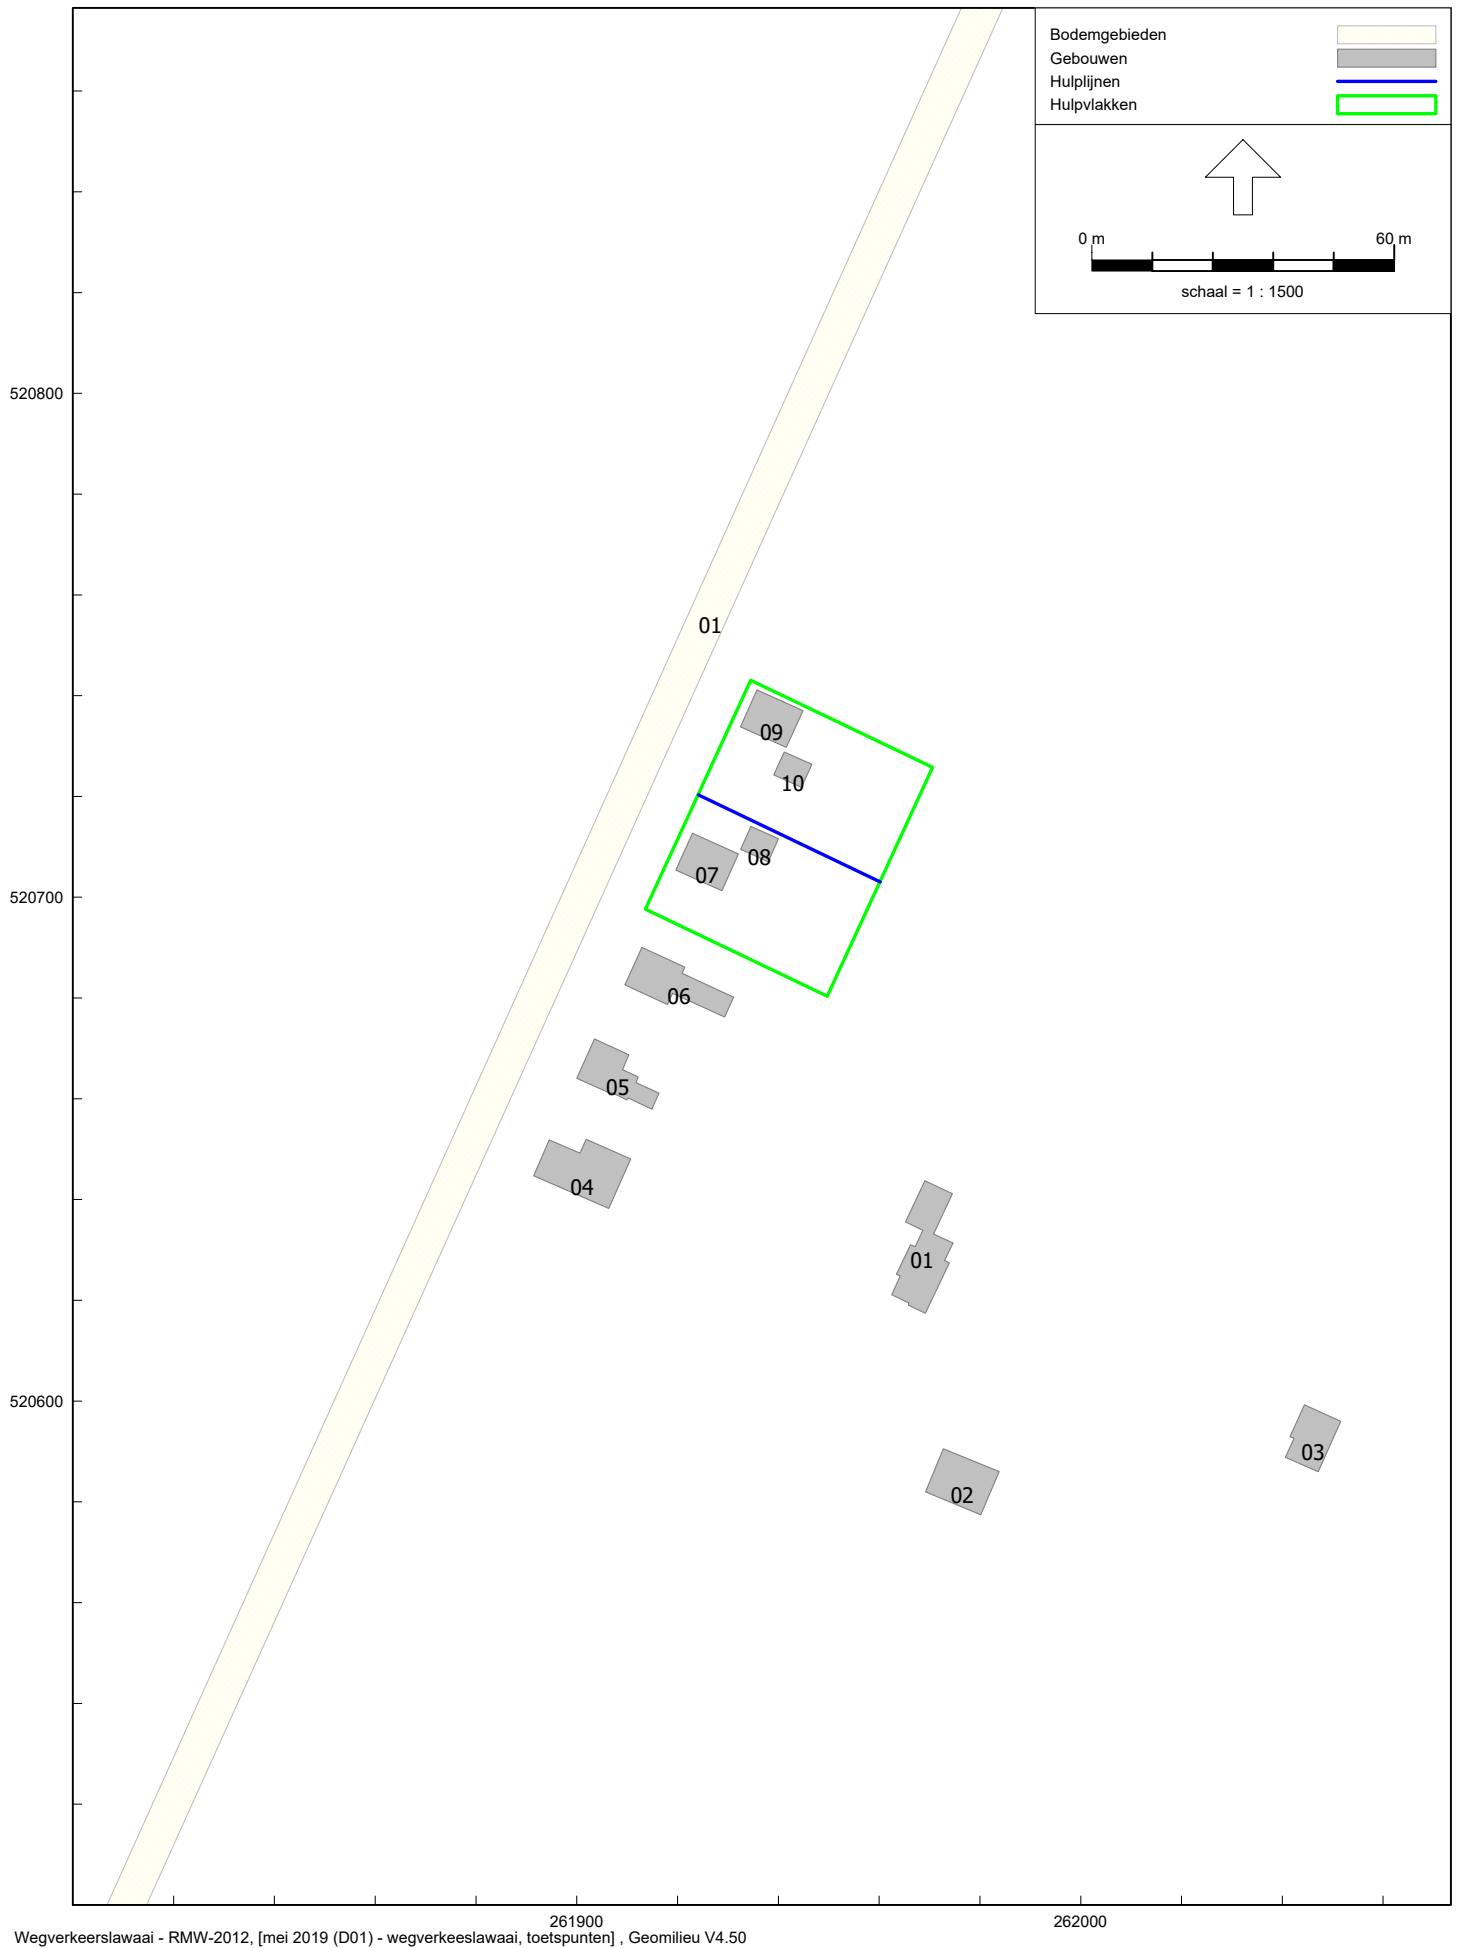 Bodemgebieden
Gebouwen
Hulplijnen
Hulpvlakken
0 m
60 m
schaal = 1 : 1500
520800
01
09
10
08
07
520700
06
05
04
01
520600
03
02
261900
262000
Wegverkeerslawaai - RMW-2012, [mei 2019 (D01) - wegverkeeslawaai, toetspunten] , Geomilieu V4.50